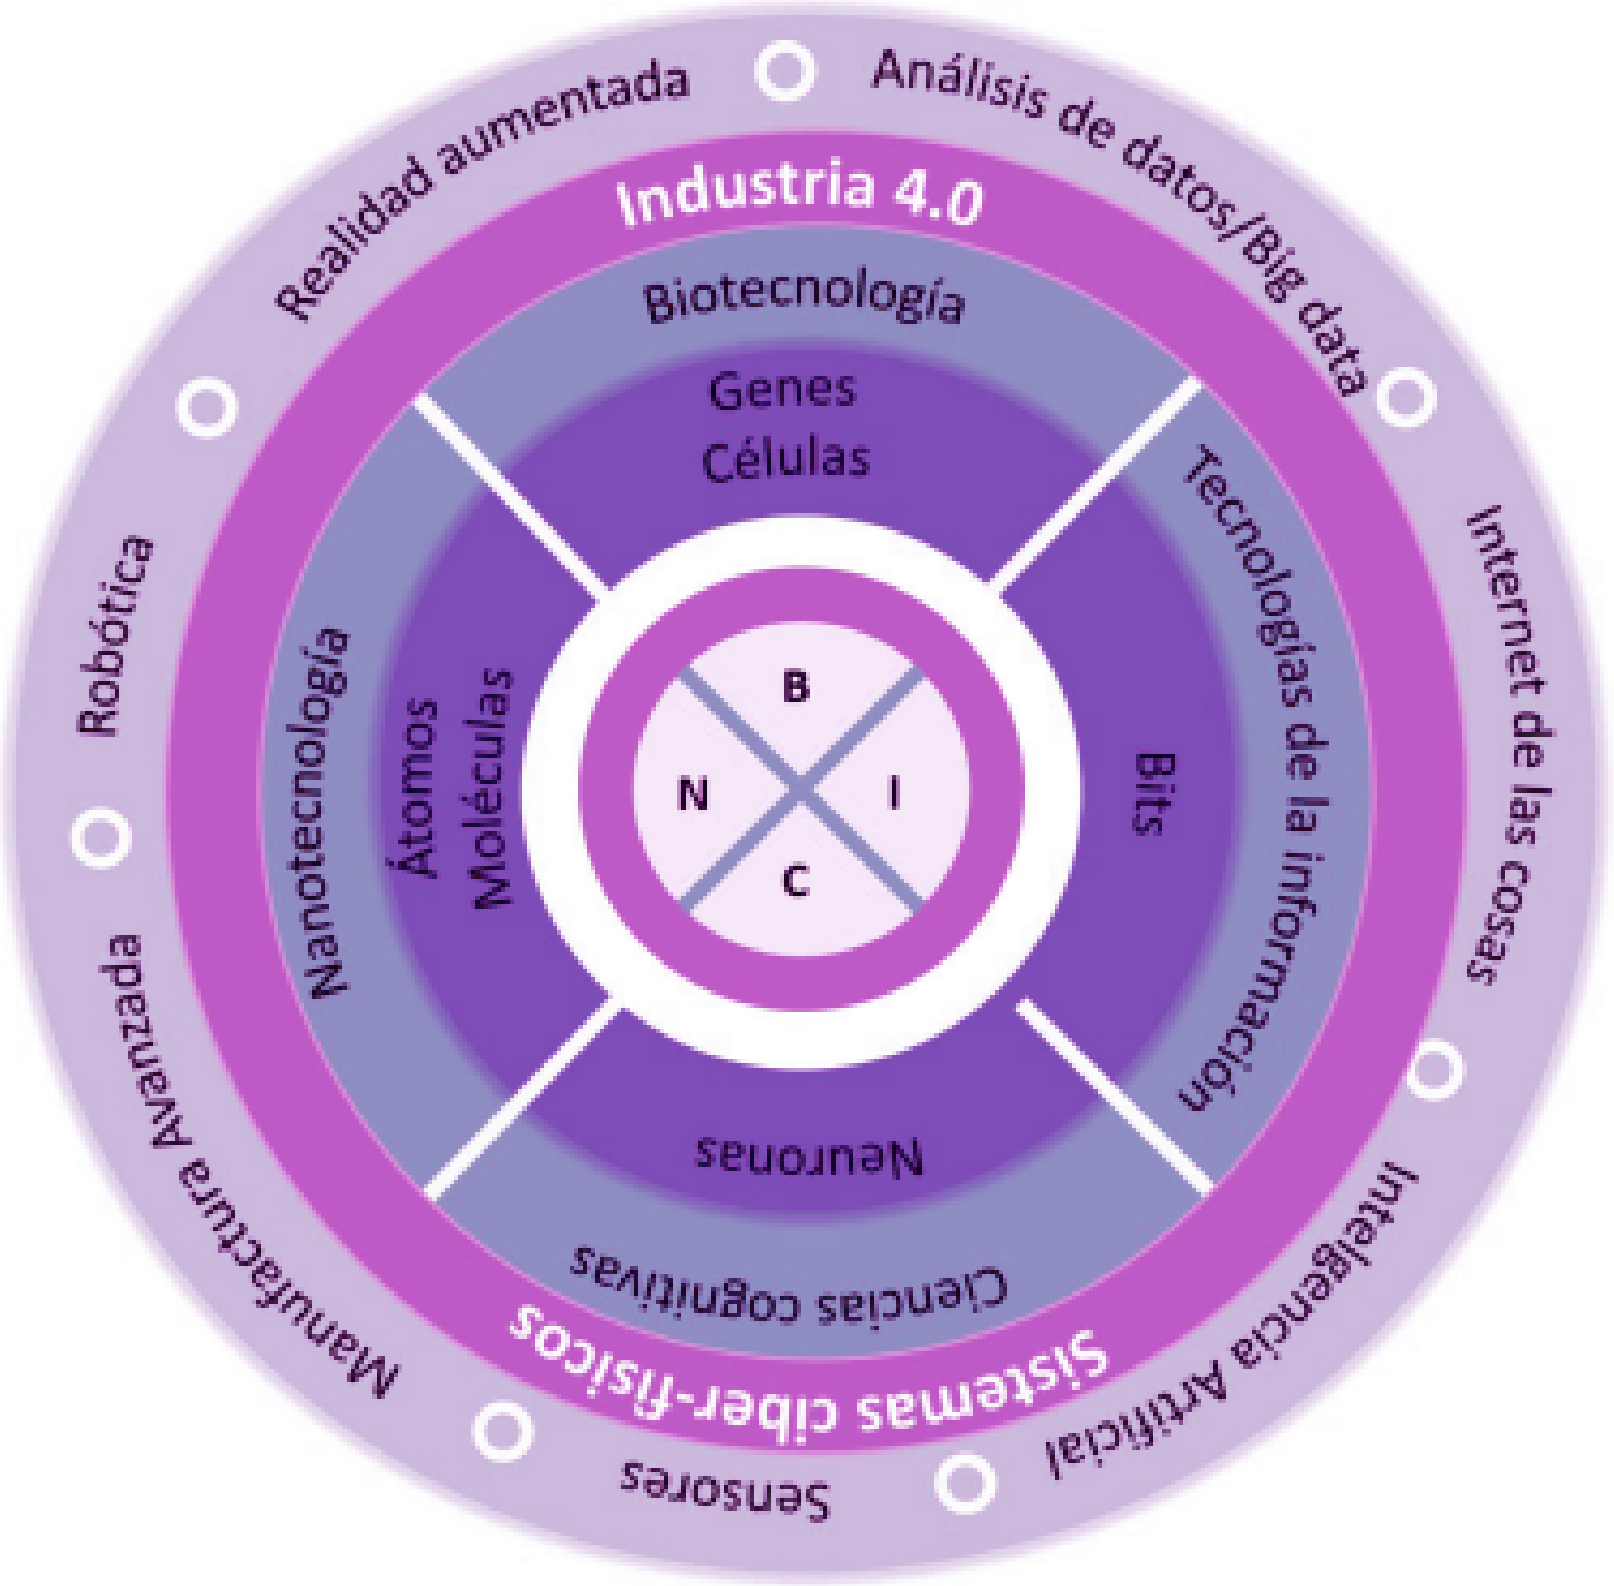 Realidad aumentada
Análisis de datos/Big data
Internet de las cosas
Intelgencia Artificial
Sensores
Manufactura Avanzada
Robótica
Industria 4.0
Sistemas ciber-físicos
Biotecnología
Tecnologías de la información
Ciencias cognitivas
Nanotecnología
Genes
Células
Bits
Neuronas
Átomos
Moléculas
B
I
C
N